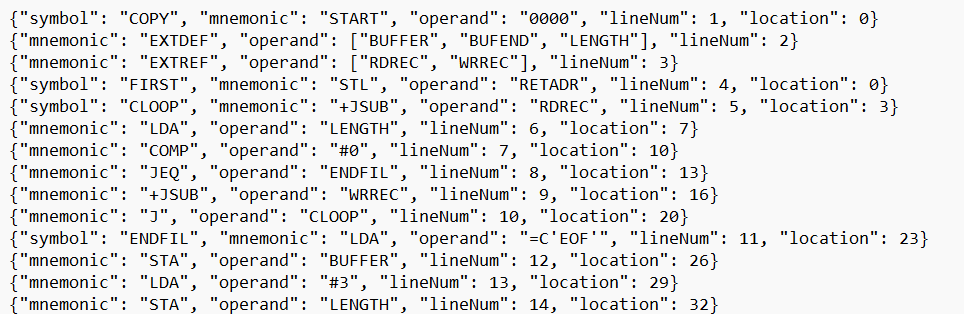 {"symbol": "COPY", "mnemonic": "START", "operand": "0000", "lineNum": 1, "location": 0}
{"mnemonic": "EXTDEF", "operand": ["BUFFER", "BUFEND", "LENGTH"], "lineNum": 2}
{"mnemonic": "EXTREF", "operand": ["RDREC", "WRREC"], "lineNum": 3}
{"symbol": "FIRST", "mnemonic": "STL", "operand": "RETADR", "lineNum": 4, "location": 0}
{"symbol": "CLOOP", "mnemonic": "+JSUB", "operand": "RDREC", "lineNum": 5, "location": 3}
{"mnemonic": "LDA", "operand": "LENGTH", "lineNum": 6, "location": 7}
{"mnemonic": "COMP", "operand": "#0", "lineNum": 7, "location": 10}
{"mnemonic": "JEQ", "operand": "ENDFIL", "lineNum": 8, "location": 13}
{"mnemonic": "+JSUB", "operand": "WRREC", "lineNum": 9, "location": 16}
{"mnemonic": "J", "operand": "CLOOP", "lineNum": 10, "location": 20}
{"symbol": "ENDFIL", "mnemonic": "LDA", "operand": "=C'EOF'", "lineNum": 11, "location": 23}
{"mnemonic": "STA", "operand": "BUFFER", "lineNum": 12, "location": 26}
{"mnemonic": "LDA", "operand": "#3", "lineNum": 13, "location": 29}
{"mnemonic": "STA", "operand": "LENGTH", "lineNum": 14, "location": 32}